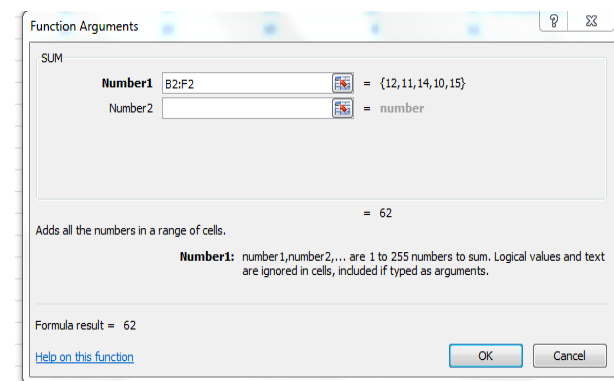 Function Arguments
SUM
Number1 B2:F2 = {12,11,14,10,15}
Number2 = number
= 62
Adds all the numbers in a range of cells.
Number1: number1,number2,... are 1 to 255 numbers to sum. Logical values and text
are ignored in cells, included if typed as arguments.
Formula result = 62
Help on this function OK Cancel